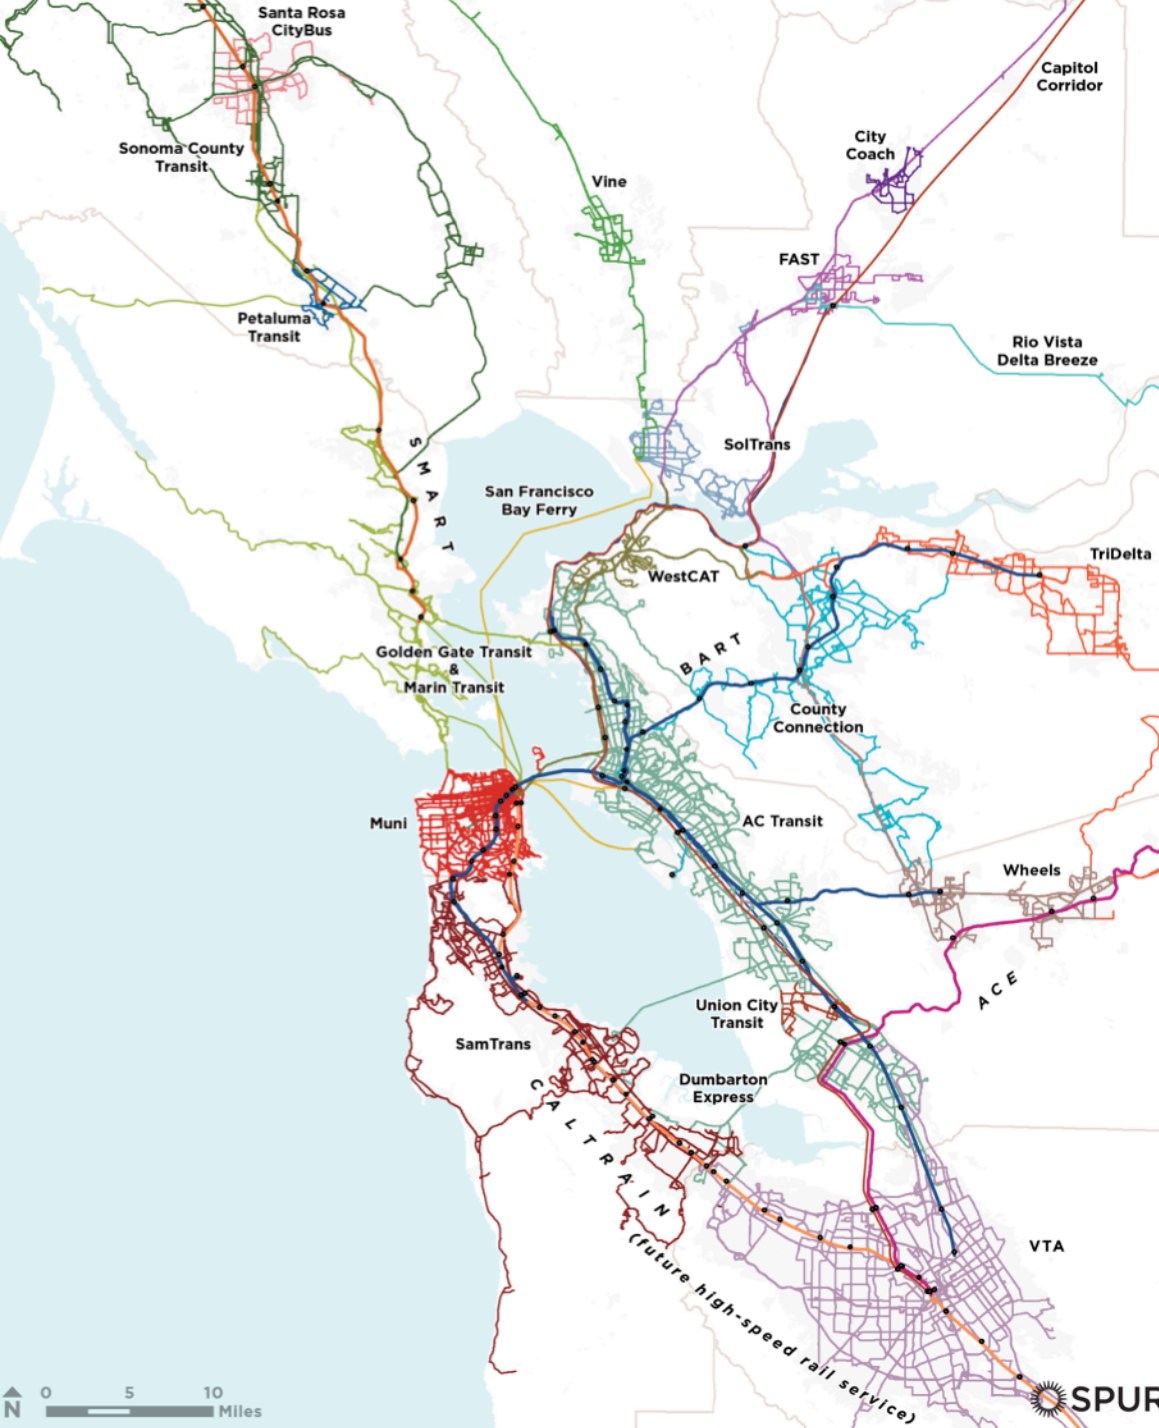 Santa Rosa
CityBus
Capitol
Corridor
City
Coach
Sonoma County
Transit
Vine
FAST
Petaluma
Transit
Rio Vista
Delta Breeze
SMART
SolTrans
San Francisco
Bay Ferry
TriDelta
WestCAT
BART
Golden Gate Transit
&
Marin Transit
County
Connection
Muni
AC Transit
Wheels
ACE
Union City
Transit
SamTrans
Dumbarton
Express
CALTRAIN
(future high-speed rail service)
VTA
0 5 10
N Miles
SPUR